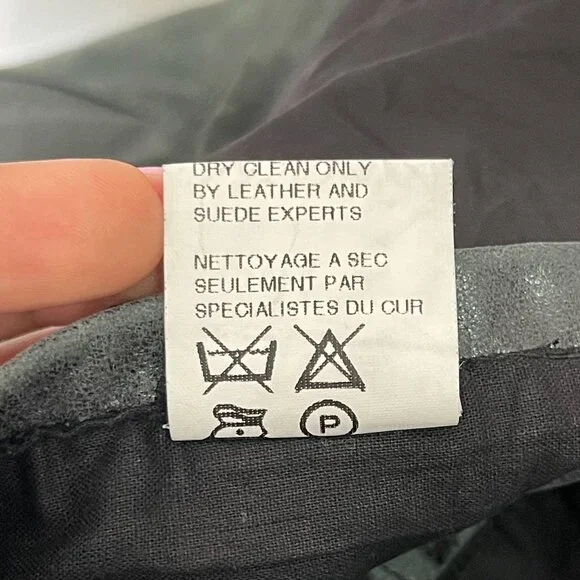 DRY CLEAN ONLY
BY LEATHER AND
SUEDE EXPERTS
NETTOYAGE A SEC
SEULEMENT PAR
SPECIALISTES DU CUR
P